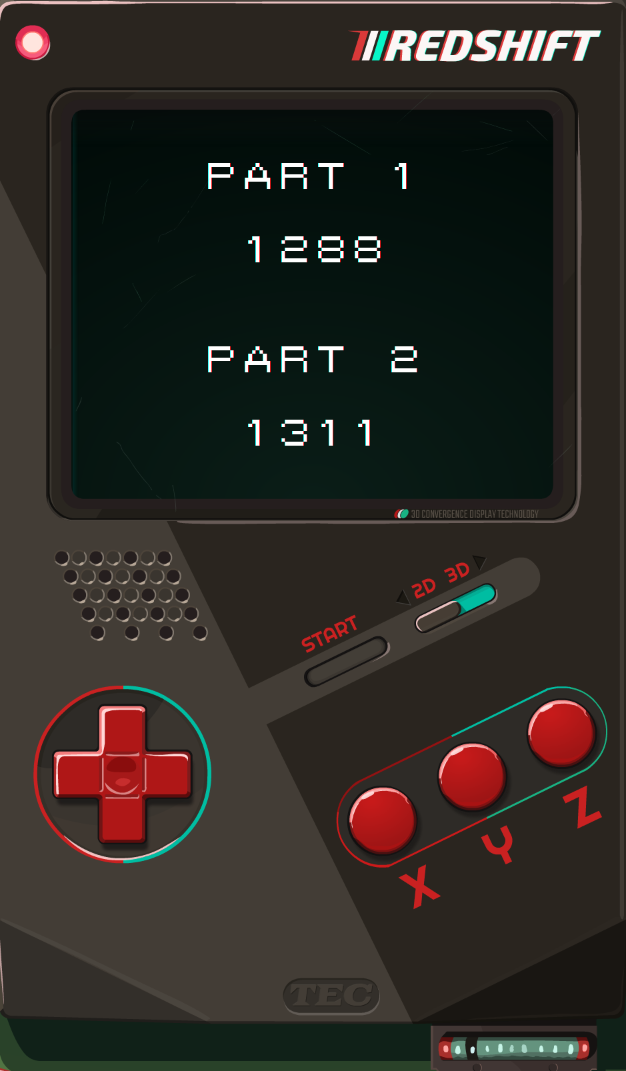 REDSHIFT
PART 1
1288
PART 2
1311
3D CONVERGENCE DISPLAY TECHNOLOGY
2D 3D
START
X
Y
Z
TEC